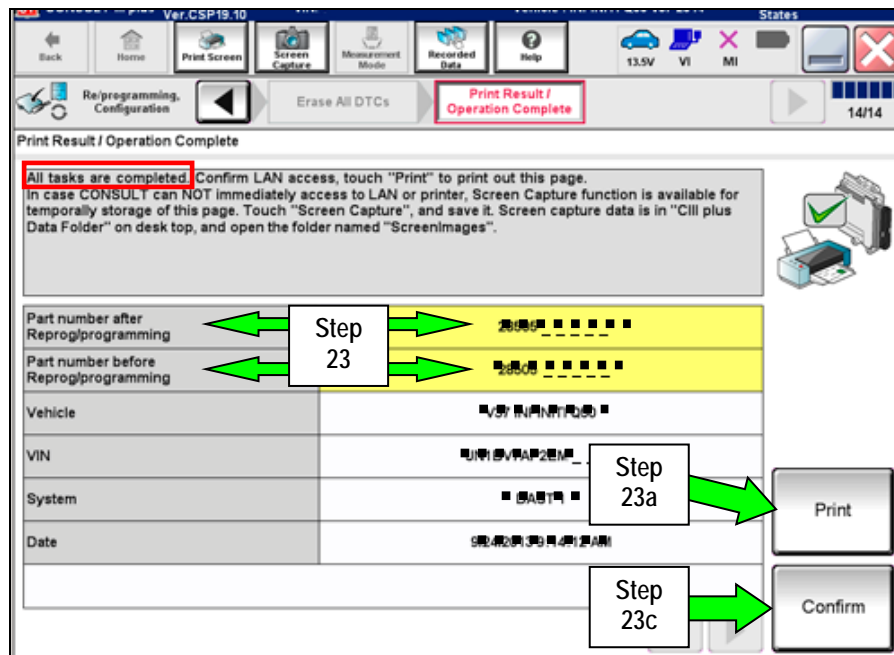 Ver.CSP19.10
States
Back
Home
Print Screen
Screen
Capture
Measurement
Mode
Recorded
Data
Help
13.5V
VI
MI
Re/programming,
Configuration
Erase All DTCs
Print Result /
Operation Complete
14/14
Print Result / Operation Complete
All tasks are completed. Confirm LAN access, touch "Print" to print out this page.
In case CONSULT can NOT immediately access to LAN or printer, Screen Capture function is available for
temporally storage of this page. Touch "Screen Capture", and save it. Screen capture data is in "CIII plus
Data Folder" on desk top, and open the folder named "ScreenImages".
Part number after
Reprog/programming
Step
23
Part number before
Reprog/programming
Vehicle
VIN
Step
23a
System
Print
Date
Step
23c
Confirm